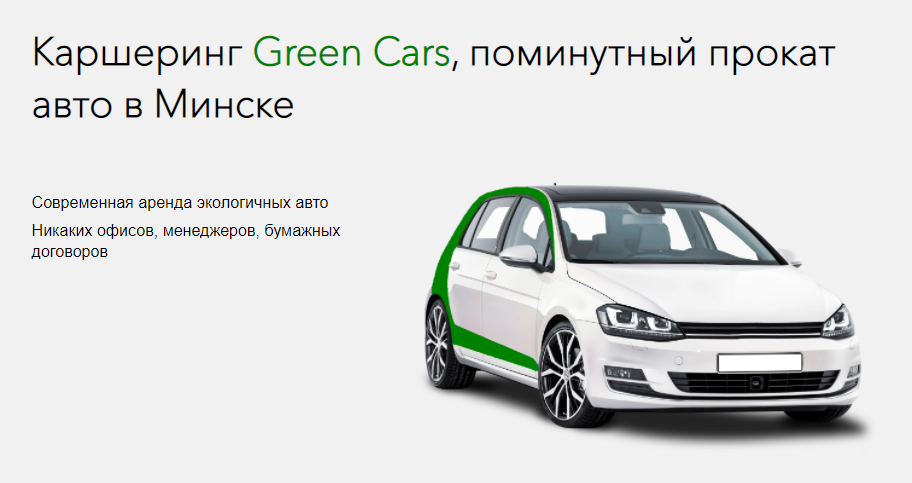 Каршеринг Green Cars, поминутный прокат
авто в Минске
Современная аренда экологичных авто
Никаких офисов, менеджеров, бумажных
договоров